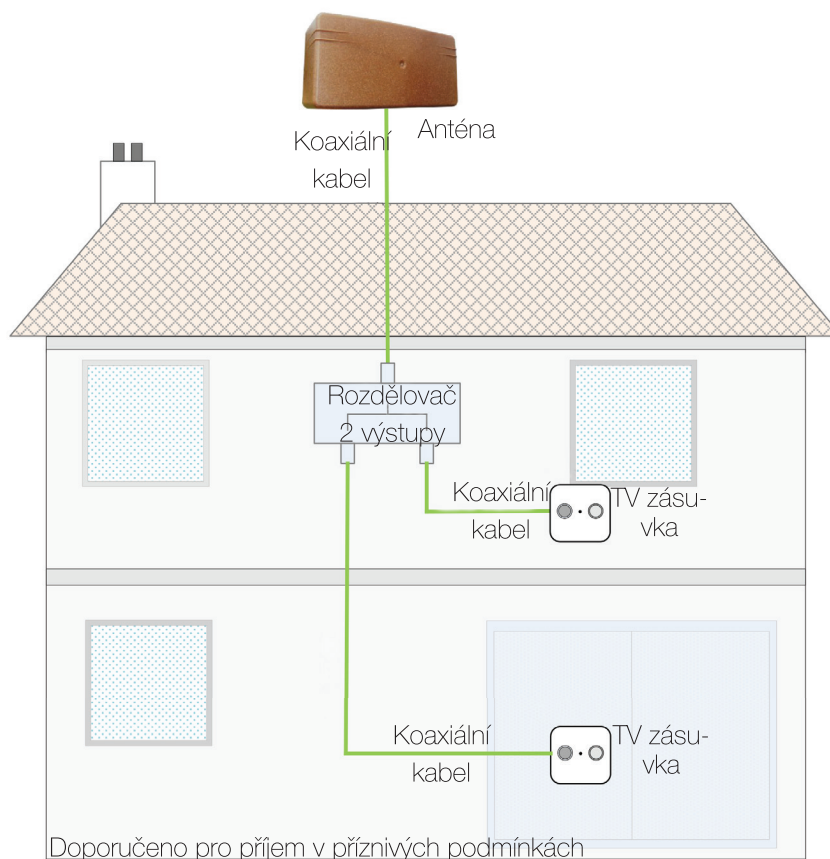 Koaxiální
kabel
Anténa
Rozdělovač
2 výstupy
Koaxiální
kabel
TV zásu-
vka
Koaxiální
kabel
TV zásu-
vka
Doporučeno pro příjem v příznivých podmínkách